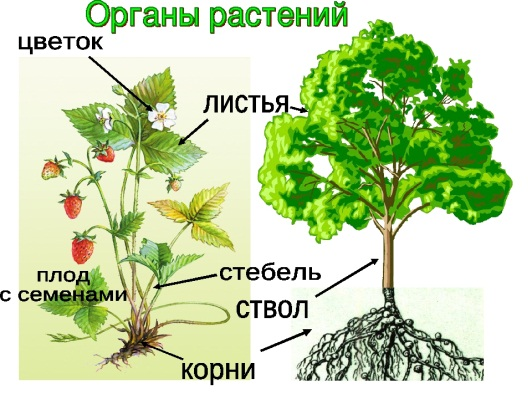 Органы растений
цветок
листья
плод
с семенами
стебель
ствол
корни